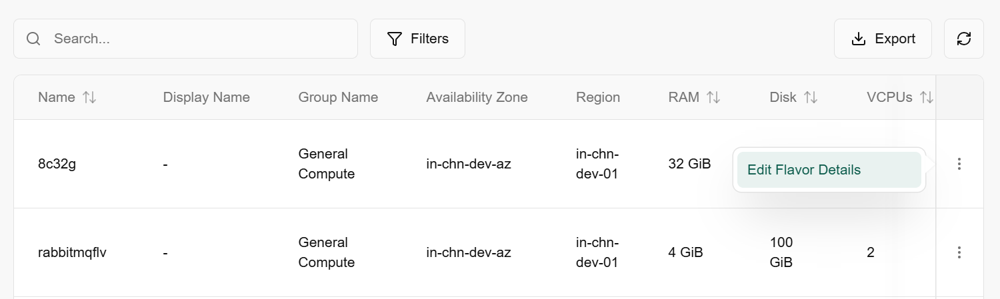 Search...
Filters
Export
Name
Display Name
Group Name
Availability Zone
Region
RAM
Disk
VCPUs
8c32g
-
General
Compute
in-chn-dev-az
in-chn-
dev-01
32 GiB
Edit Flavor Details
rabbitmqflv
-
General
Compute
in-chn-dev-az
in-chn-
dev-01
4 GiB
100
GiB
2